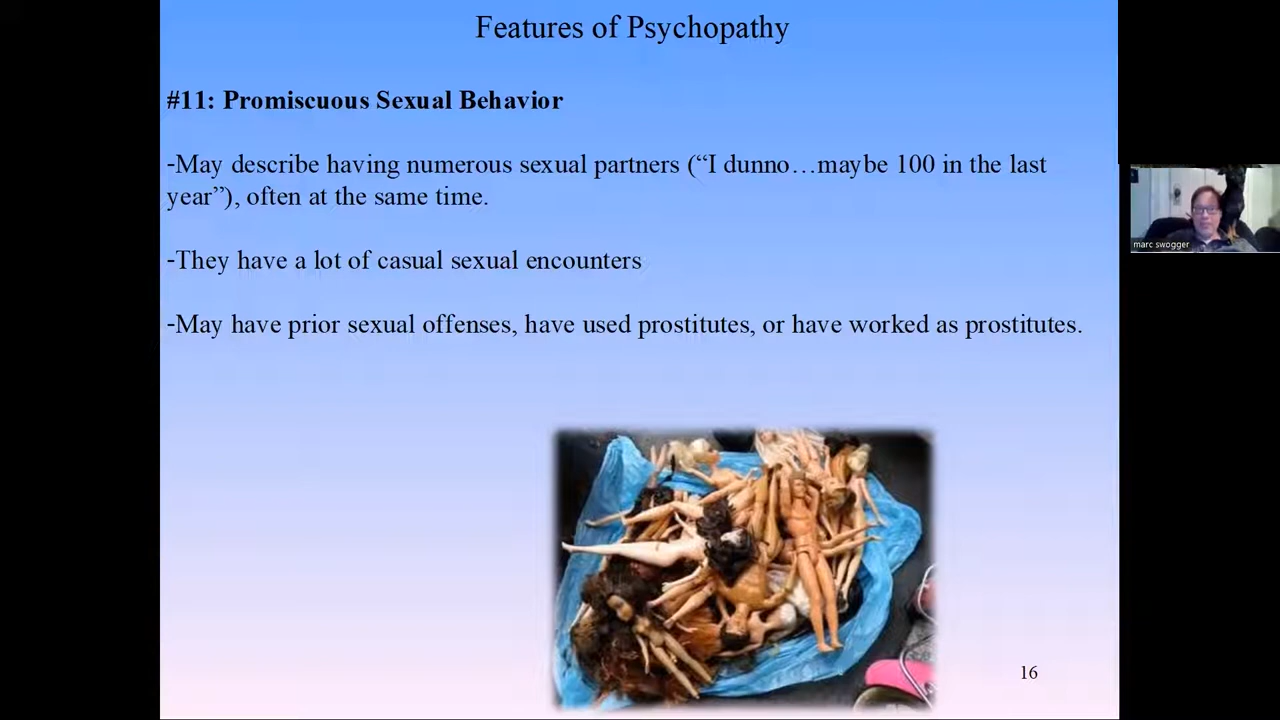 Features of Psychopathy
#11: Promiscuous Sexual Behavior
-May describe having numerous sexual partners (“I dunno…maybe 100 in the last
year”), often at the same time.
-They have a lot of casual sexual encounters
-May have prior sexual offenses, have used prostitutes, or have worked as prostitutes.
marc swogger
16